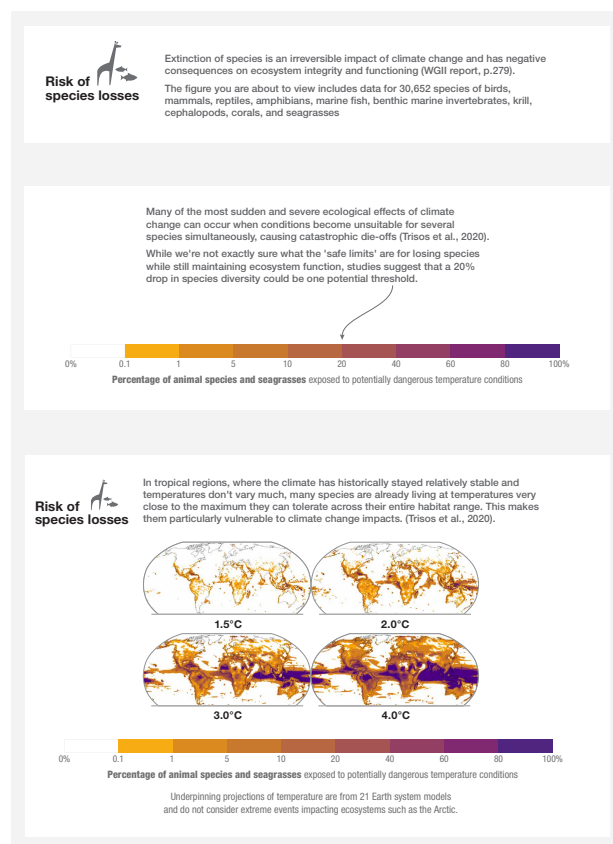 Risk of
species losses
Extinction of species is an irreversible impact of climate change and has negative
consequences on ecosystem integrity and functioning (WGII report, p.279).
The figure you are about to view includes data for 30,652 species of birds,
mammals, reptiles, amphibians, marine fish, benthic marine invertebrates, krill,
cephalopods, corals, and seagrasses
Many of the most sudden and severe ecological effects of climate
change can occur when conditions become unsuitable for several
species simultaneously, causing catastrophic die-offs (Trisos et al., 2020).
While we're not exactly sure what the 'safe limits' are for losing species
while still maintaining ecosystem function, studies suggest that a 20%
drop in species diversity could be one potential threshold.
0% 0.1 1 5 10 20 40 60 80 100%
Percentage of animal species and seagrasses exposed to potentially dangerous temperature conditions
Risk of
species losses
In tropical regions, where the climate has historically stayed relatively stable and
temperatures don't vary much, many species are already living at temperatures very
close to the maximum they can tolerate across their entire habitat range. This makes
them particularly vulnerable to climate change impacts. (Trisos et al., 2020).
1.5°C 2.0°C
3.0°C 4.0°C
0% 0.1 1 5 10 20 40 60 80 100%
Percentage of animal species and seagrasses exposed to potentially dangerous temperature conditions
Underpinning projections of temperature are from 21 Earth system models
and do not consider extreme events impacting ecosystems such as the Arctic.